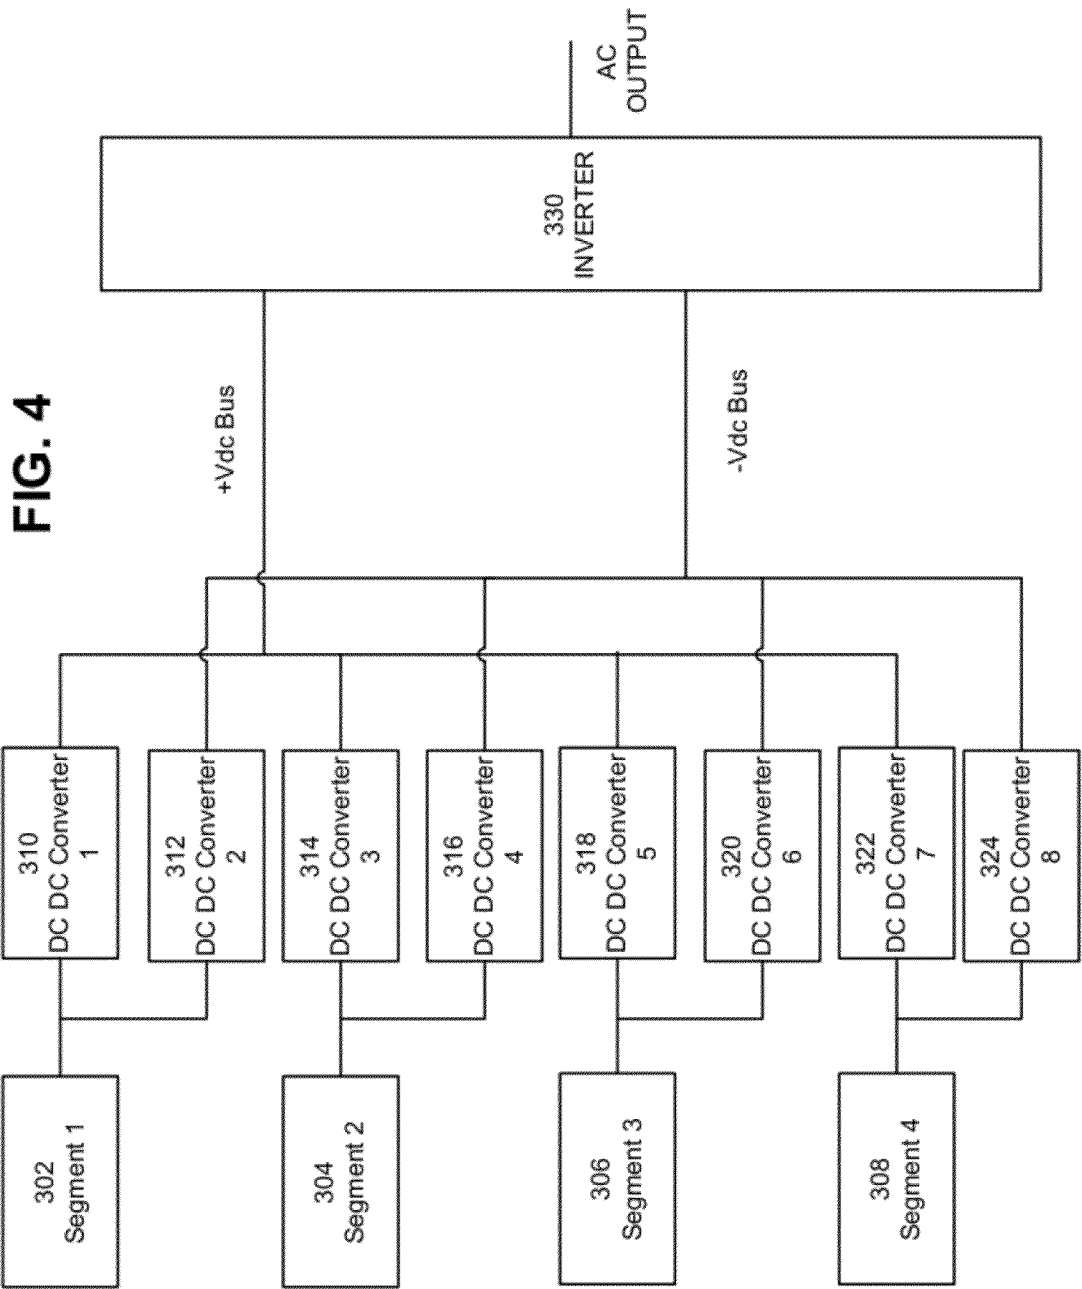 FIG. 4
302
Segment 1
304
Segment 2
306
Segment 3
308
Segment 4
310
DC DC Converter
1
312
DC DC Converter
2
314
DC DC Converter
3
316
DC DC Converter
4
318
DC DC Converter
5
320
DC DC Converter
6
322
DC DC Converter
7
324
DC DC Converter
8
+Vdc Bus
-Vdc Bus
330
INVERTER
AC
OUTPUT